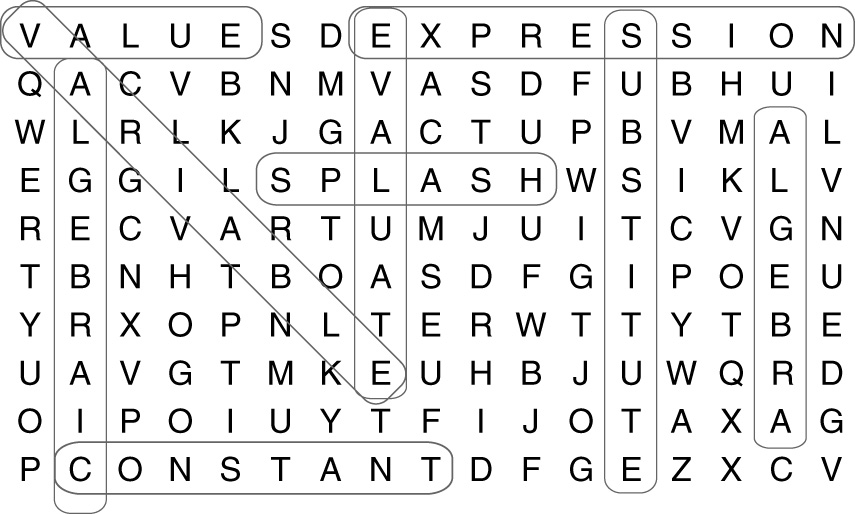 V A L U E S D E X P R E S S I O N
Q A C V B N M V A S D F U B H U I
W L R L K J G A C T U P B V M A L
E G G I L S P L A S H W S I K L V
R E C V A R T U M J U I T C V G N
T B N H T B O A S D F G I P O E U
Y R X O P N L T E R W T T Y T B E
U A V G T M K E U H B J U W Q R D
O I P O I U Y T F I J O T A X A G
P C O N S T A N T D F G E Z X C V